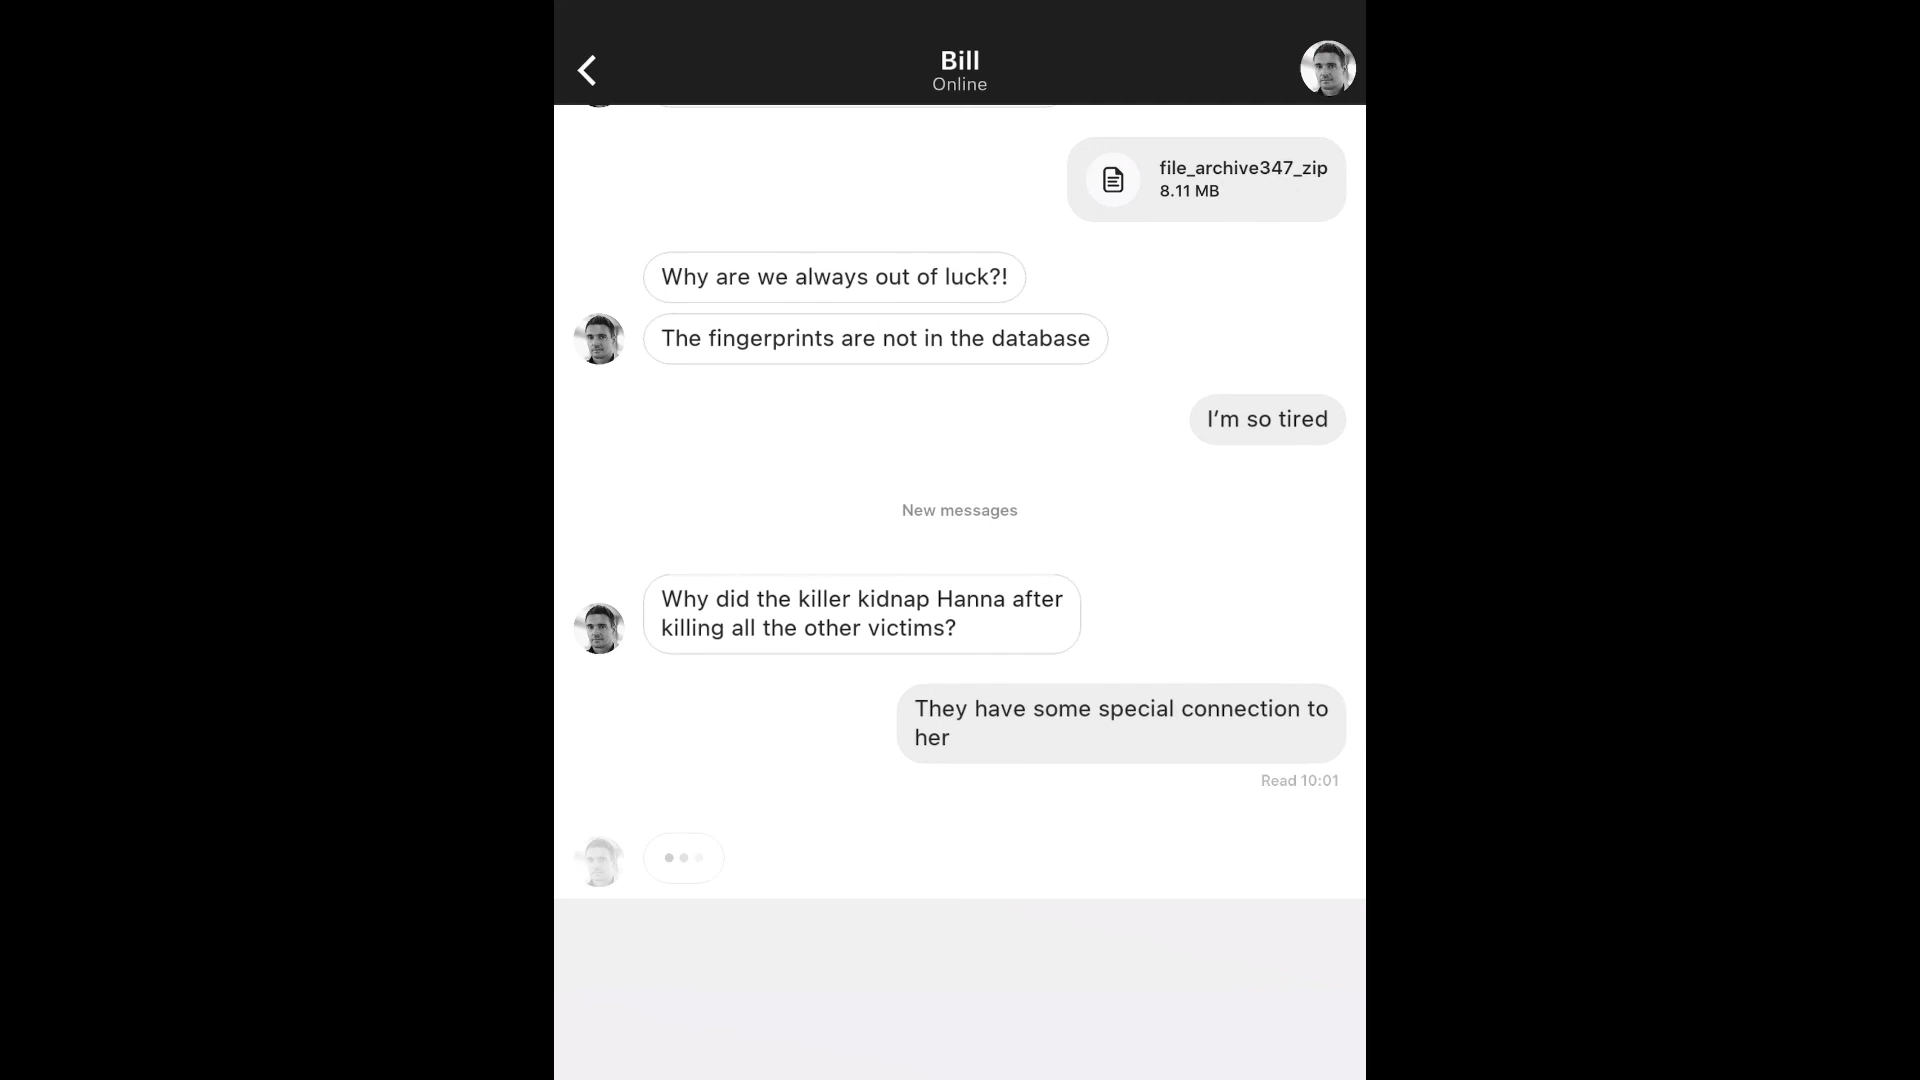 Bill
Online
file_archive347_zip
8.11 MB
Why are we always out of luck?!
The fingerprints are not in the database
I’m so tired
New messages
Why did the killer kidnap Hanna after
killing all the other victims?
They have some special connection to
her
Read 10:01